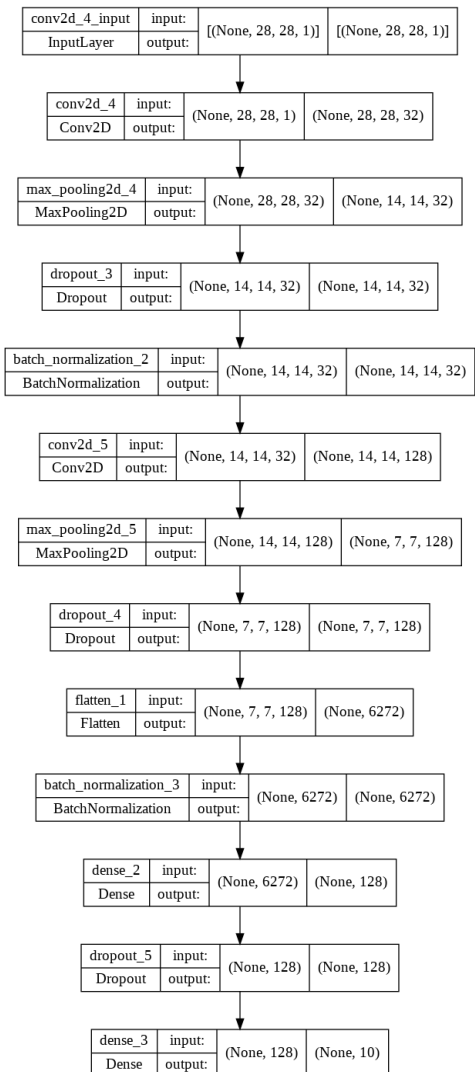 conv2d_4_input input: [(None, 28, 28, 1)] [(None, 28, 28, 1)]
InputLayer output:
conv2d_4 input: (None, 28, 28, 1) (None, 28, 28, 32)
Conv2D output:
max_pooling2d_4 input: (None, 28, 28, 32) (None, 14, 14, 32)
MaxPooling2D output:
dropout_3 input: (None, 14, 14, 32) (None, 14, 14, 32)
Dropout output:
batch_normalization_2 input: (None, 14, 14, 32) (None, 14, 14, 32)
BatchNormalization output:
conv2d_5 input: (None, 14, 14, 32) (None, 14, 14, 128)
Conv2D output:
max_pooling2d_5 input: (None, 14, 14, 128) (None, 7, 7, 128)
MaxPooling2D output:
dropout_4 input: (None, 7, 7, 128) (None, 7, 7, 128)
Dropout output:
flatten_1 input: (None, 7, 7, 128) (None, 6272)
Flatten output:
batch_normalization_3 input: (None, 6272) (None, 6272)
BatchNormalization output:
dense_2 input: (None, 6272) (None, 128)
Dense output:
dropout_5 input: (None, 128) (None, 128)
Dropout output:
dense_3 input: (None, 128) (None, 10)
Dense output: